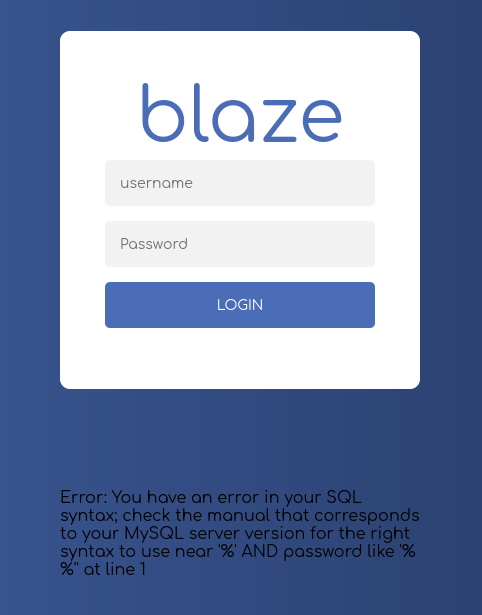 blaze
username
Password
LOGIN
Error: You have an error in your SQL
syntax; check the manual that corresponds
to your MySQL server version for the right
syntax to use near '%' AND password like '%
%'' at line 1